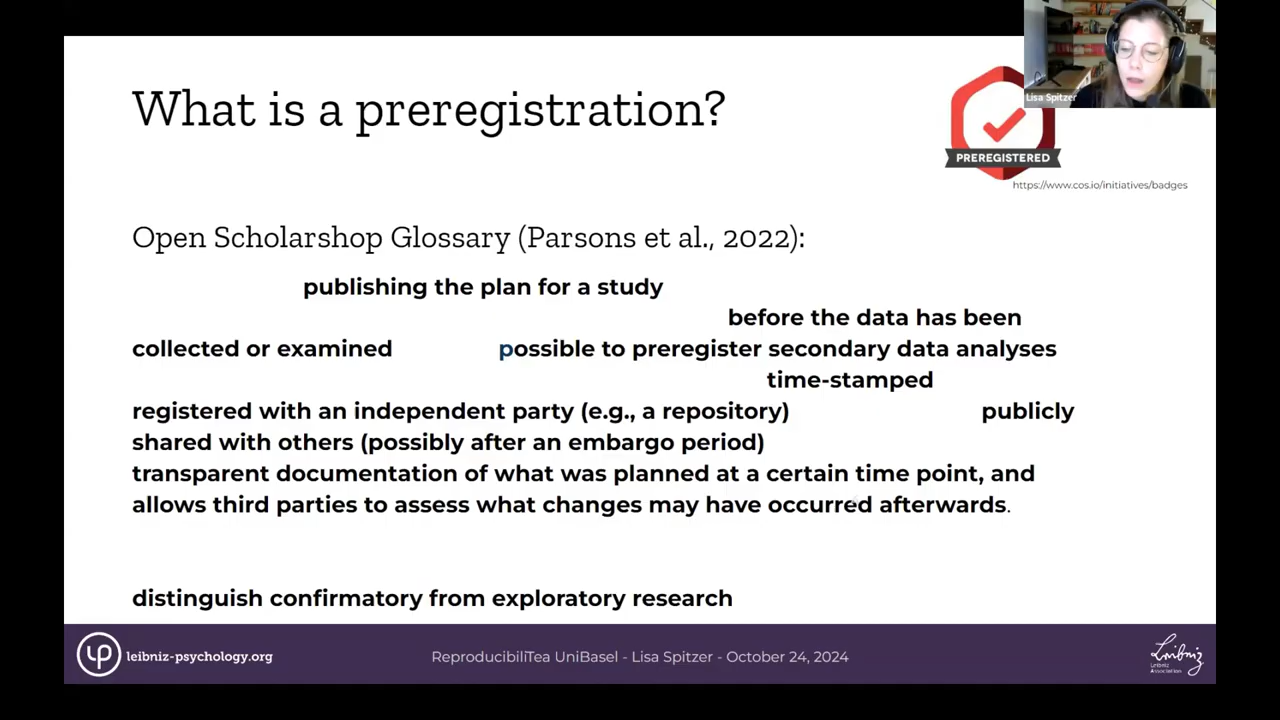 Lisa Spitzer
What is a preregistration?
PREREGISTERED
https://www.cos.io/initiatives/badges
Open Scholarshop Glossary (Parsons et al., 2022):
publishing the plan for a study
before the data has been
collected or examined possible to preregister secondary data analyses
time-stamped
registered with an independent party (e.g., a repository) publicly
shared with others (possibly after an embargo period)
transparent documentation of what was planned at a certain time point, and
allows third parties to assess what changes may have occurred afterwards.
distinguish confirmatory from exploratory research
leibniz-psychology.org
ReproducibiliTea UniBasel - Lisa Spitzer - October 24, 2024
Leibniz
Leibniz
Association